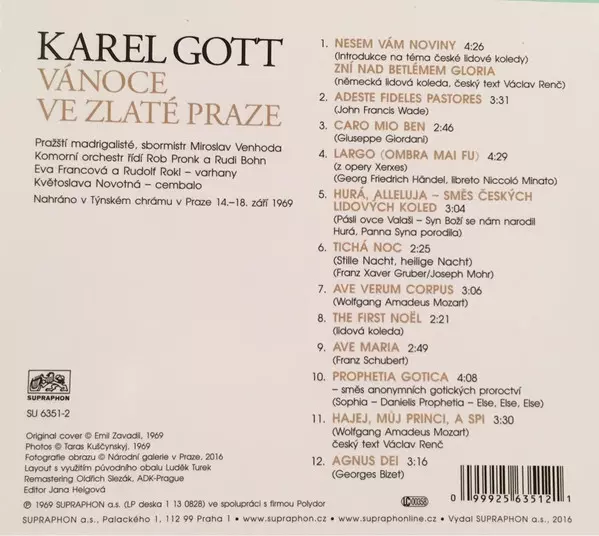 KAREL GOTT
VÁNOCE
VE ZLATÉ PRAZE
Pražští madrigalisté, sbormistr Miroslav Venhoda
Komorní orchestr řídí Rob Pronk a Rudi Bohn
Eva Francová a Rudolf Rokl – varhany
Květoslava Novotná – cembalo
Nahráno v Týnském chrámu v Praze 14.–18. září 1969
1. NESEM VÁM NOVINY 4:26
(Introdukce na téma české lidové koledy)
ZNÍ NAD BETLÉMEM GLORIA
(německá lidová koleda, český text Václav Renč)
2. ADESTE FIDELES PASTORES 3:31
(John Francis Wade)
3. CARO MIO BEN 2:46
(Giuseppe Giordani)
4. LARGO (OMBRA MAI FU) 4:29
(z opery Xerxes)
(Georg Friedrich Händel, libreto Niccoló Minato)
5. HURÁ, ALLELUJA – SMĚS ČESKÝCH
LIDOVÝCH KOLED 3:04
(Pásli ovce Valaši – Syn Boží se nám narodil
Hurá, Panna Syna porodila)
6. TICHÁ NOC 2:25
(Stille Nacht, heilige Nacht)
(Franz Xaver Gruber/Joseph Mohr)
7. AVE VERUM CORPUS 3:06
(Wolfgang Amadeus Mozart)
8. THE FIRST NOËL 2:21
(lidová koleda)
9. AVE MARIA 2:49
(Franz Schubert)
10. PROPHETIA GOTICA 4:08
– směs anonymních gotických proroctví
(Sophia – Danielis Prophetia – Else, Else, Else)
11. HAJEJ, MŮJ PRINCI, A SPI 3:30
(Wolfgang Amadeus Mozart)
český text Václav Renč
12. AGNUS DEI 3:16
(Georges Bizet)
SUPRAPHON
SU 6351-2
Original cover © Emil Zavadil, 1969
Photos © Taras Kuščynskyj, 1969
Fotografie obrazu © Národní galerie v Praze, 2016
Layout s využitím původního obalu Luděk Turek
Remastering Oldřich Slezák, ADK-Prague
Editor Jana Helgová
℗ 1969 SUPRAPHON a.s., (LP deska 1 13 0828) ve spolupráci s firmou Polydor
SUPRAPHON a.s., Palackého 1, 112 99 Praha 1 • www.supraphon.cz • www.supraphonline.cz • Vydal SUPRAPHON a.s., 2016
LC 00358
0 99925 63512 1